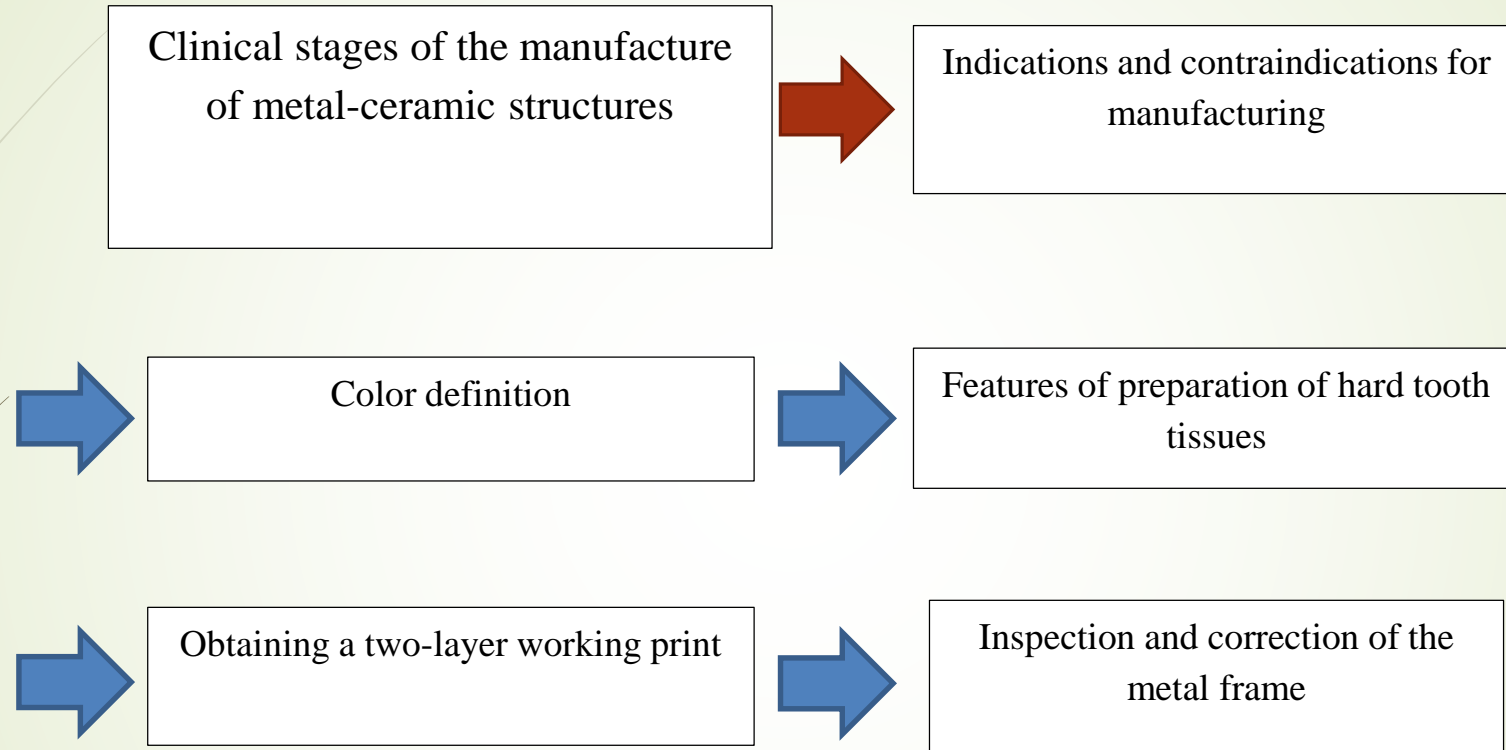 Clinical stages of the manufacture
of metal-ceramic structures
Indications and contraindications for
manufacturing
Color definition
Features of preparation of hard tooth
tissues
Obtaining a two-layer working print
Inspection and correction of the
metal frame